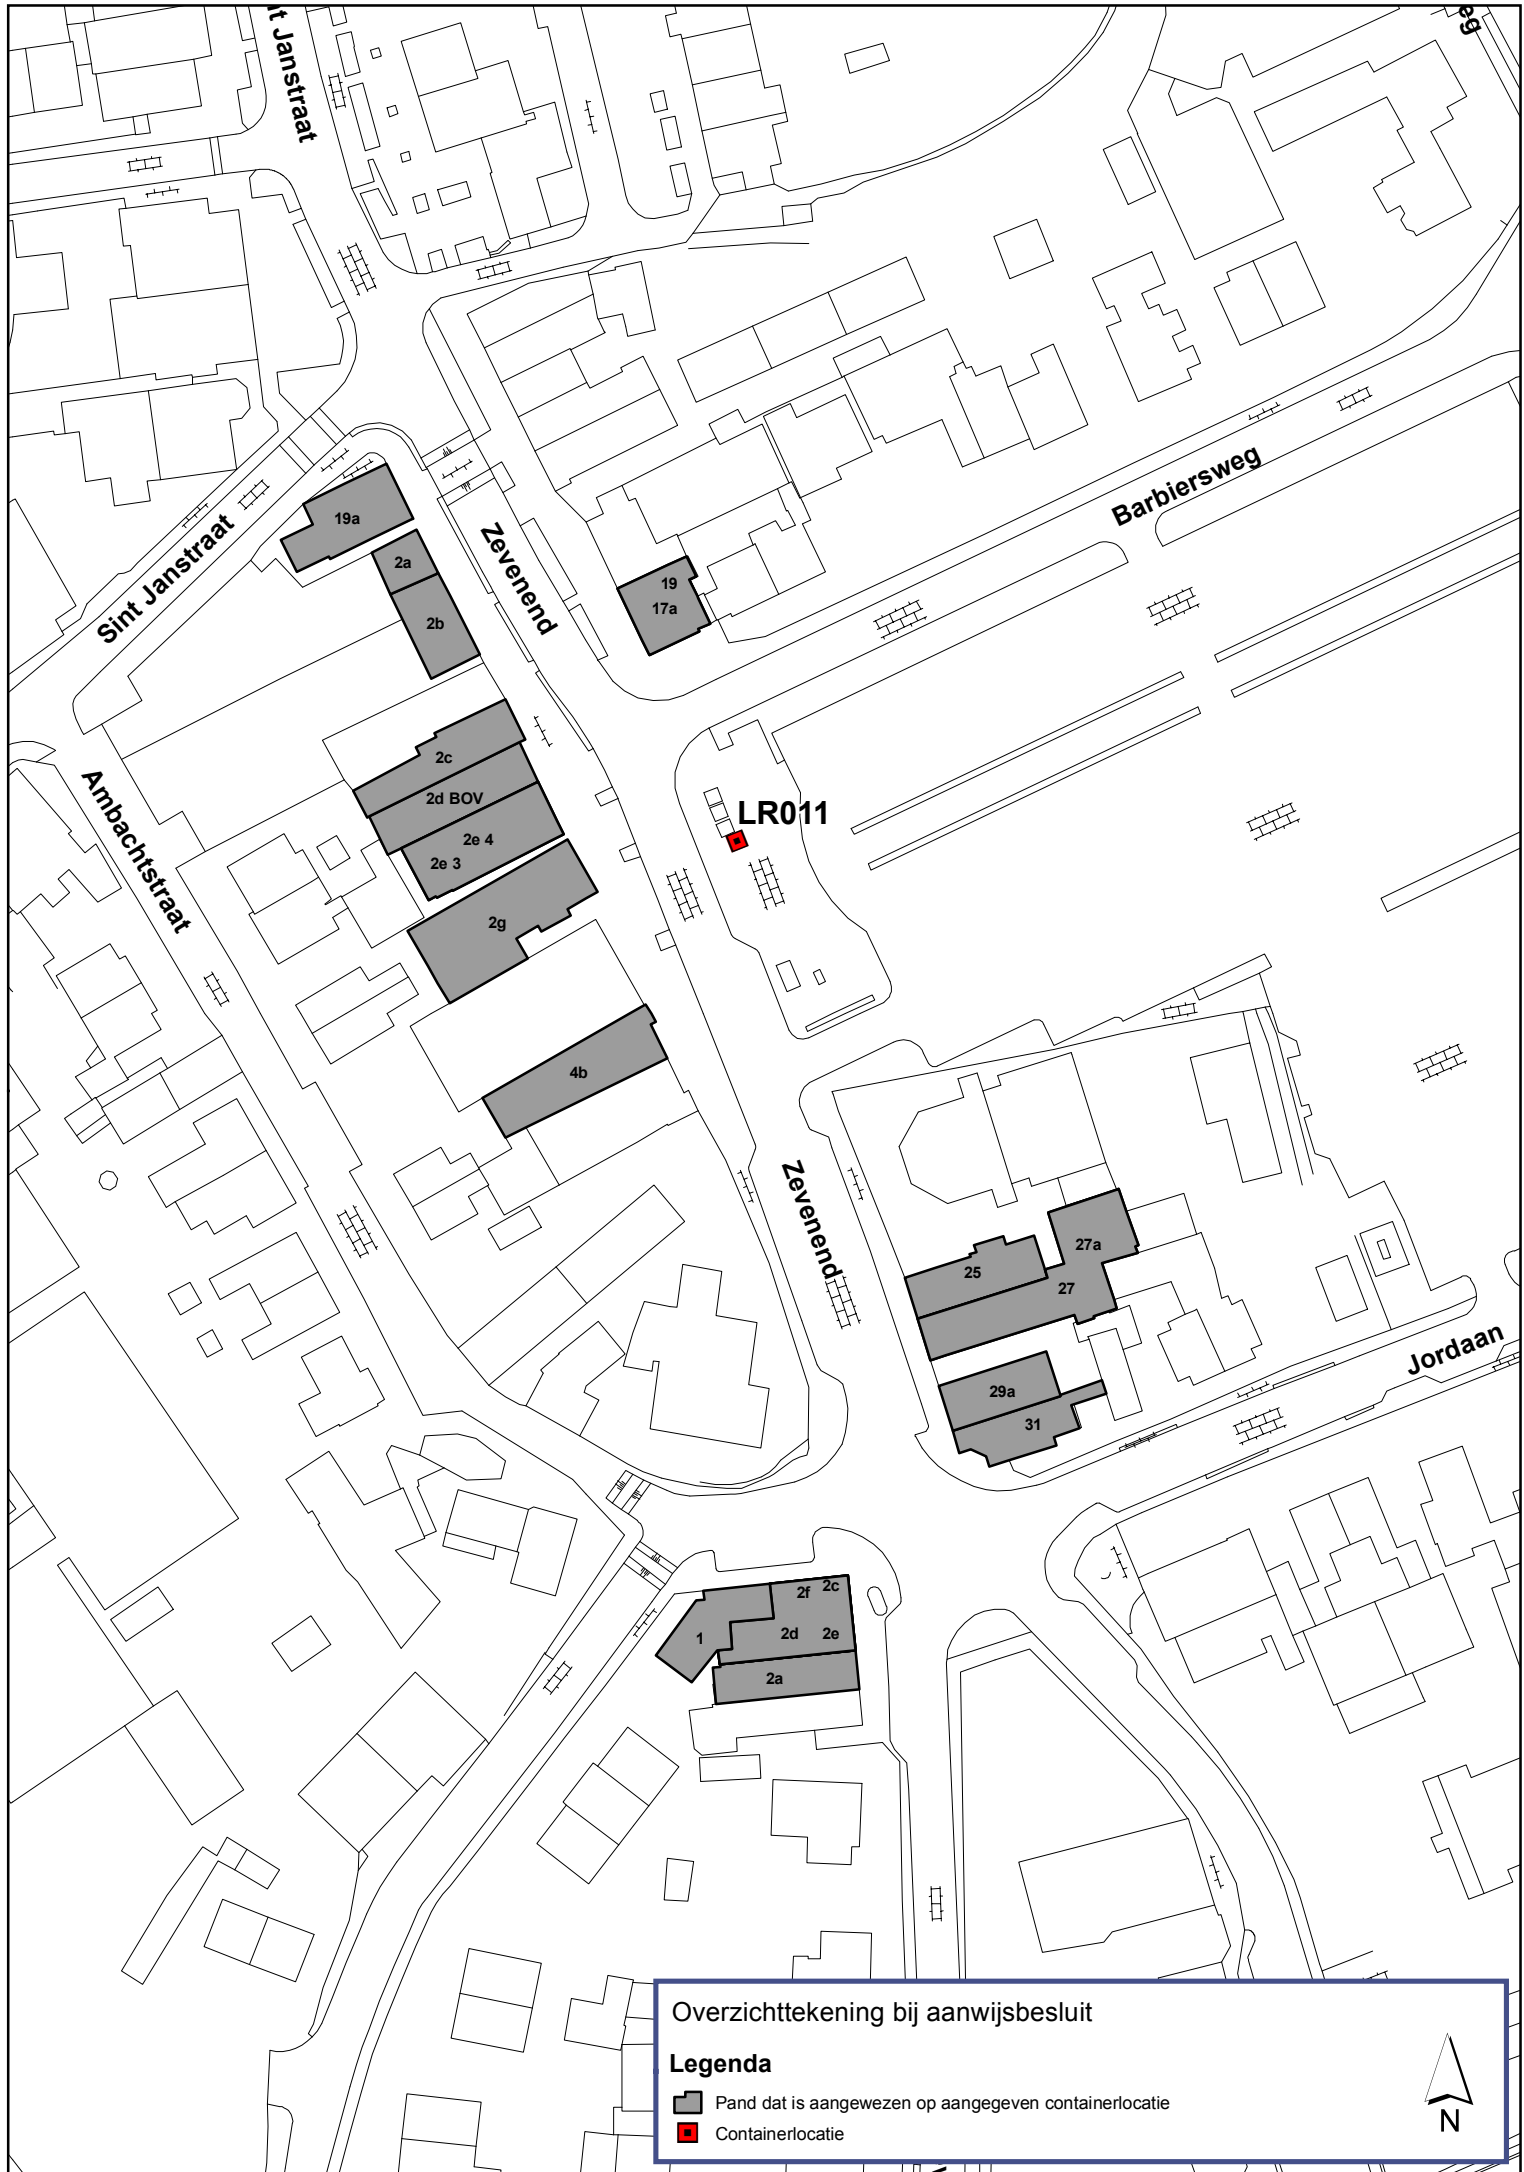 nt Janstraat
eg
Barbiersweg
19a
Zevenend
2a
19
17a
Sint Janstraat
2b
2c
Ambachtstraat
2d BOV
LR011
2e 4
2e 3
2g
4b
Zevenend
27a
25
27
Jordaan
29a
31
2f
2c
1
2d
2e
2a
Overzichttekening bij aanwijsbesluit
Legenda
Pand dat is aangewezen op aangegeven containerlocatie
Containerlocatie
N